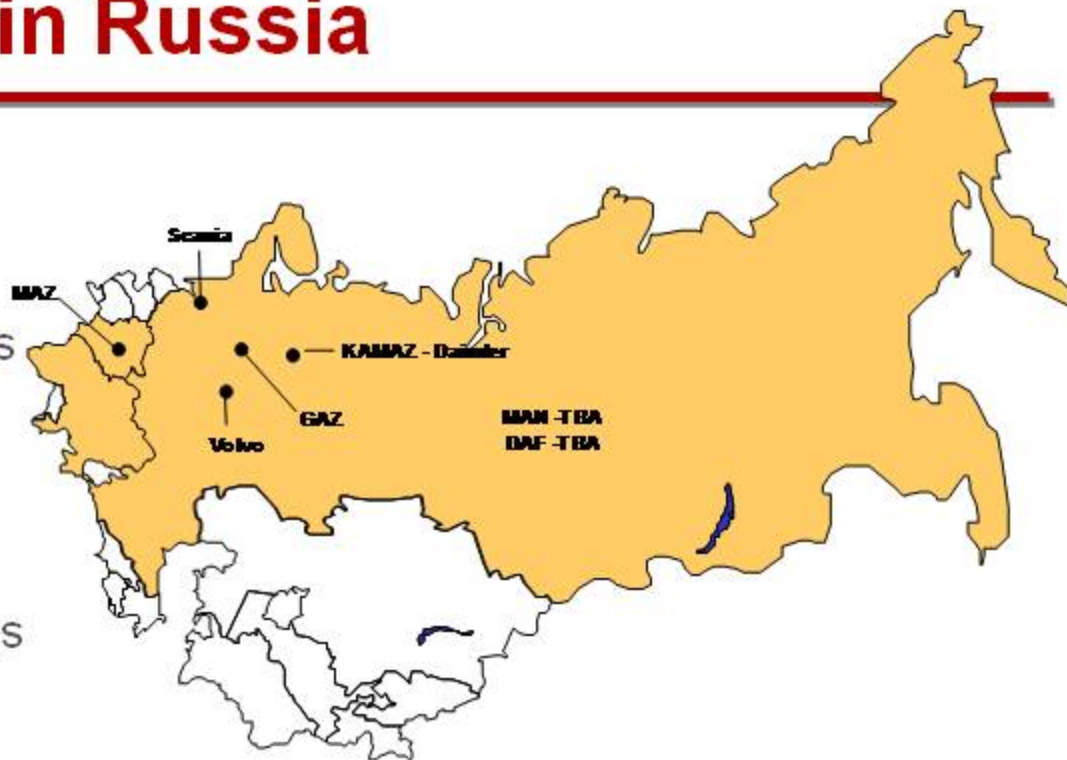 in Russia
Scania
MAZ
s
KAMAZ - Daimler
GAZ
Volvo
MAN -TBA
DAF -TBA
s